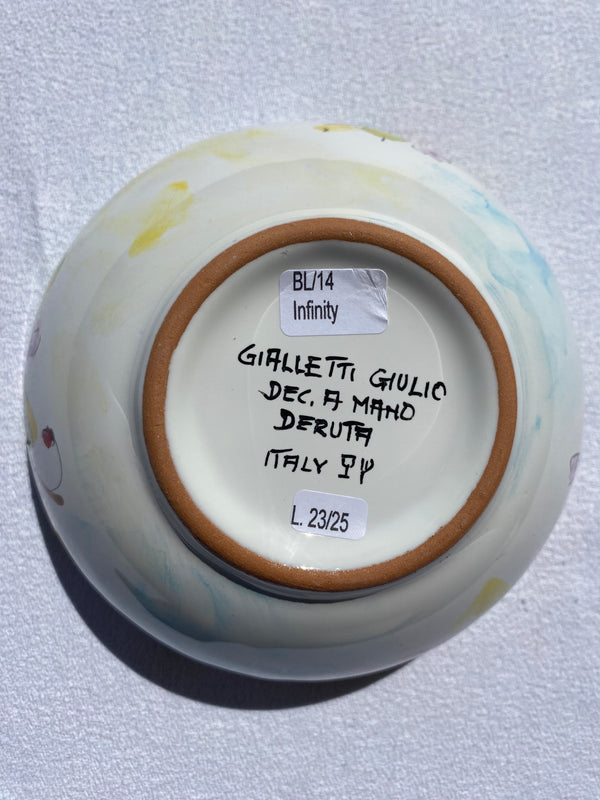 BL/14
Infinity
GIALLETTI GIULIO
DEC. A MANO
DERUTA
ITALY
L. 23/25